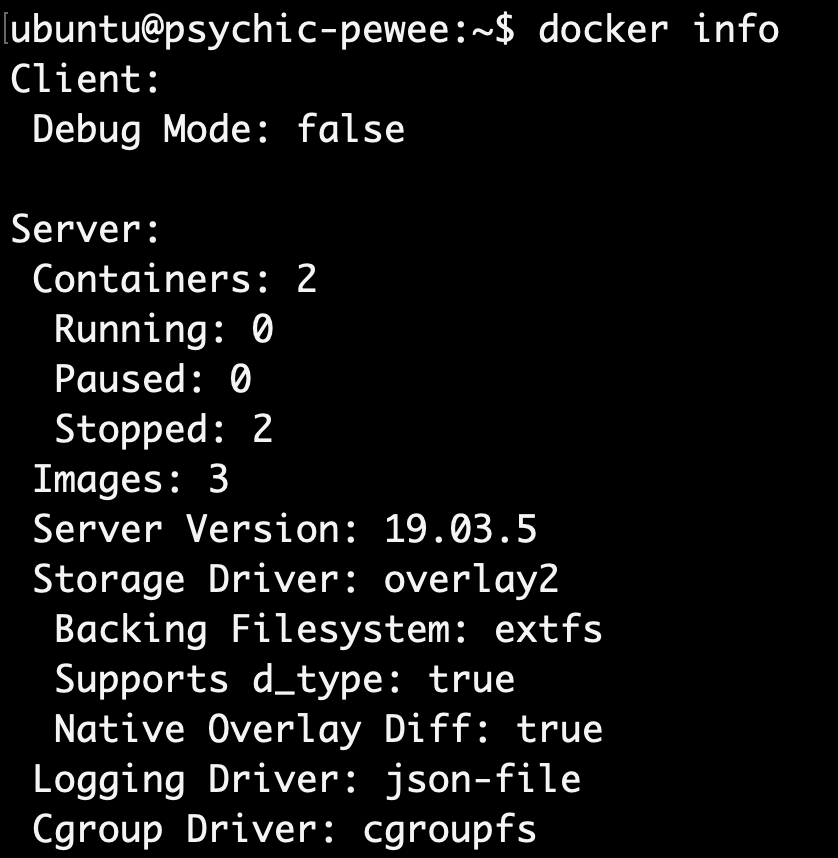 [ubuntu@psychic-pewee:~$ docker info
Client:
 Debug Mode: false

Server:
 Containers: 2
  Running: 0
  Paused: 0
  Stopped: 2
 Images: 3
 Server Version: 19.03.5
 Storage Driver: overlay2
  Backing Filesystem: extfs
  Supports d_type: true
  Native Overlay Diff: true
 Logging Driver: json-file
 Cgroup Driver: cgroupfs